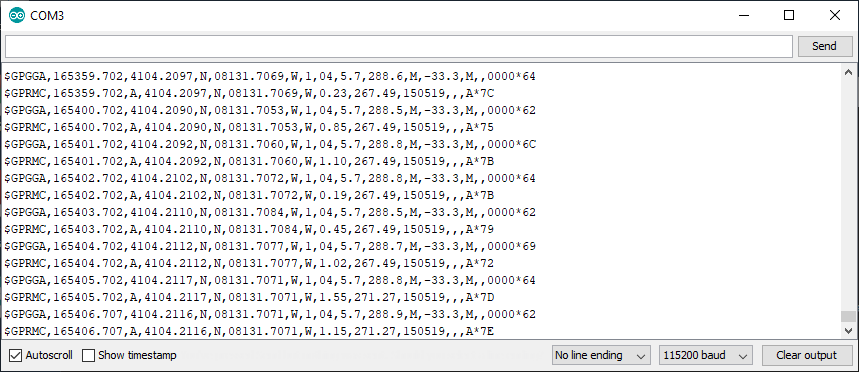 COM3
Send
$GPGGA,165359.702,4104.2097,N,08131.7069,W,1,04,5.7,288.6,M,-33.3,M,,0000*64
$GPRMC,165359.702,A,4104.2097,N,08131.7069,W,0.23,267.49,150519,,,A*7C
$GPGGA,165400.702,4104.2090,N,08131.7053,W,1,04,5.7,288.5,M,-33.3,M,,0000*62
$GPRMC,165400.702,A,4104.2090,N,08131.7053,W,0.85,267.49,150519,,,A*75
$GPGGA,165401.702,4104.2092,N,08131.7060,W,1,04,5.7,288.8,M,-33.3,M,,0000*6C
$GPRMC,165401.702,A,4104.2092,N,08131.7060,W,1.10,267.49,150519,,,A*7B
$GPGGA,165402.702,4104.2102,N,08131.7072,W,1,04,5.7,288.8,M,-33.3,M,,0000*64
$GPRMC,165402.702,A,4104.2102,N,08131.7072,W,0.19,267.49,150519,,,A*7B
$GPGGA,165403.702,4104.2110,N,08131.7084,W,1,04,5.7,288.5,M,-33.3,M,,0000*62
$GPRMC,165403.702,A,4104.2110,N,08131.7084,W,0.45,267.49,150519,,,A*79
$GPGGA,165404.702,4104.2112,N,08131.7077,W,1,04,5.7,288.7,M,-33.3,M,,0000*69
$GPRMC,165404.702,A,4104.2112,N,08131.7077,W,1.02,267.49,150519,,,A*72
$GPGGA,165405.702,4104.2117,N,08131.7071,W,1,04,5.7,288.8,M,-33.3,M,,0000*64
$GPRMC,165405.702,A,4104.2117,N,08131.7071,W,1.55,271.27,150519,,,A*7D
$GPGGA,165406.707,4104.2116,N,08131.7071,W,1,04,5.7,288.9,M,-33.3,M,,0000*62
$GPRMC,165406.707,A,4104.2116,N,08131.7071,W,1.15,271.27,150519,,,A*7E
Autoscroll Show timestamp No line ending 115200 baud Clear output